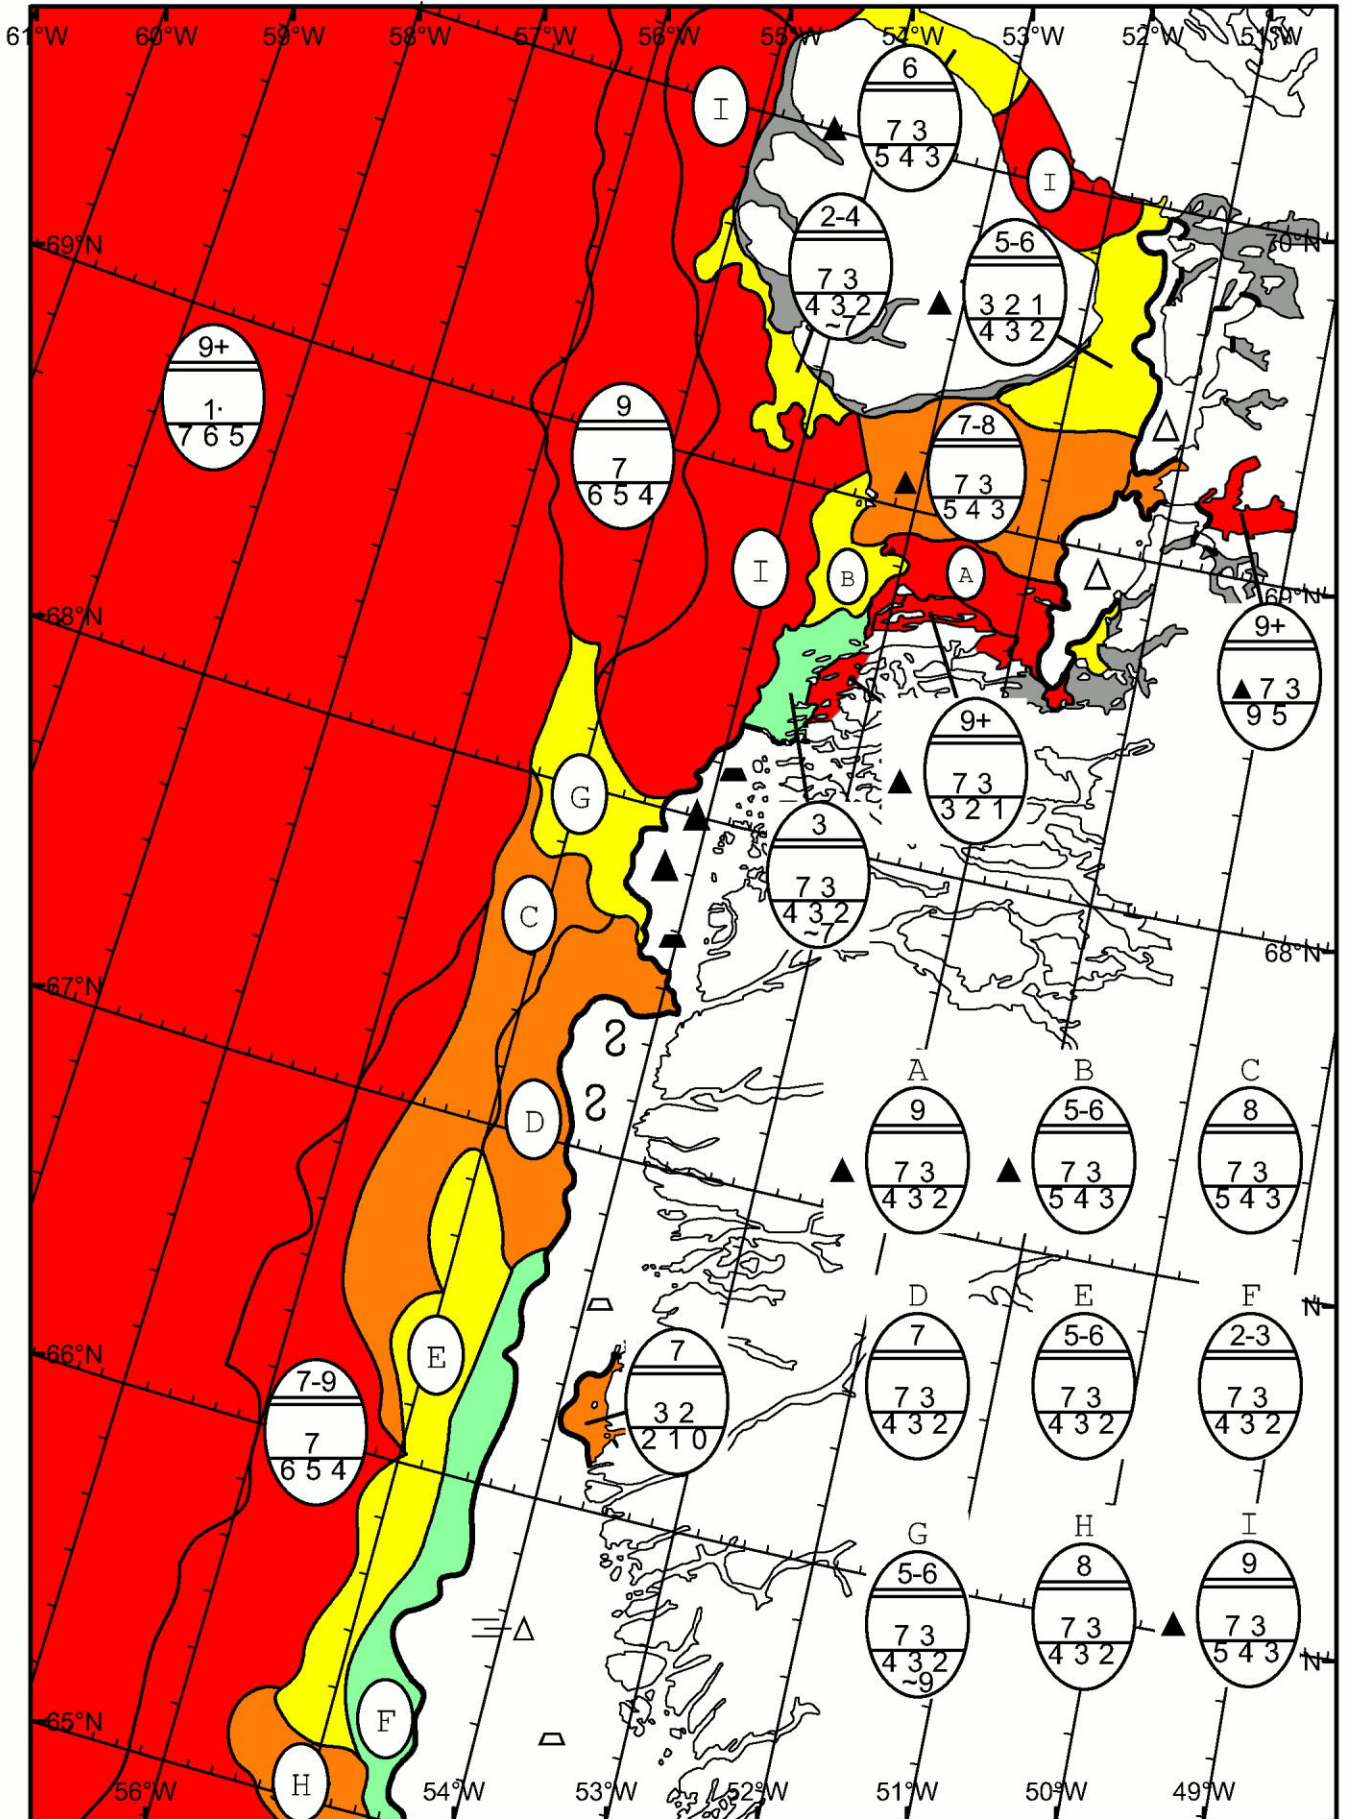 61°W 60°W 59°W 58°W 57°W 56°W 55°W 54°W 53°W 52°W 51°W
I
6
7 3
5 4 3
I
2-4
7 3
4 3 2
~7
5-6
3 2 1
4 3 2
69°N
70°N
9+
1·
7 6 5
9
7
6 5 4
7-8
7 3
5 4 3
I
B
A
69°N
68°N
9+
7 3
9 5
9+
7 3
3 2 1
G
3
7 3
4 3 2
~7
C
68°N
67°N
D
A
9
7 3
4 3 2
B
5-6
7 3
5 4 3
C
8
7 3
5 4 3
D
7
7 3
4 3 2
E
5-6
7 3
4 3 2
F
2-3
7 3
4 3 2
N
66°N
E
7-9
7
6 5 4
7
3 2
2 1 0
G
5-6
7 3
4 3 2
~9
H
8
7 3
4 3 2
I
9
7 3
5 4 3
N
65°N
F
H
56°W 54°W 53°W 52°W 51°W 50°W 49°W